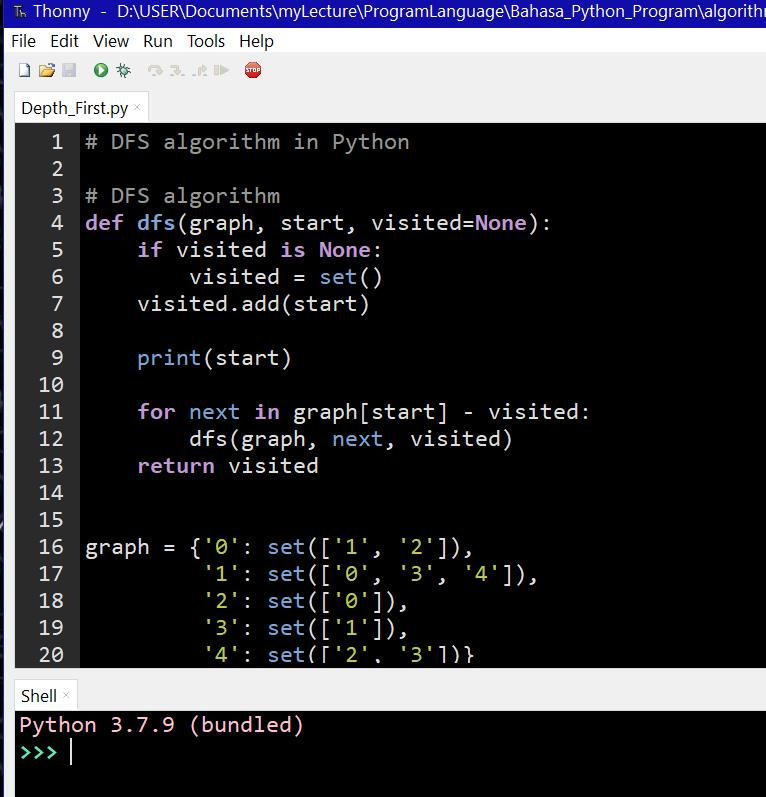 Thonny - D:\USER\Documents\myLecture\ProgramLanguage\Bahasa_Python_Program\algorithm
File Edit View Run Tools Help
STOP
Depth_First.py ×
1 # DFS algorithm in Python
2
3 # DFS algorithm
4 def dfs(graph, start, visited=None):
5     if visited is None:
6         visited = set()
7     visited.add(start)
8
9     print(start)
10
11     for next in graph[start] - visited:
12         dfs(graph, next, visited)
13     return visited
14
15
16 graph = {'0': set(['1', '2']),
17          '1': set(['0', '3', '4']),
18          '2': set(['0']),
19          '3': set(['1']),
20          '4': set(['2', '3'])}
Shell ×
Python 3.7.9 (bundled)
>>>